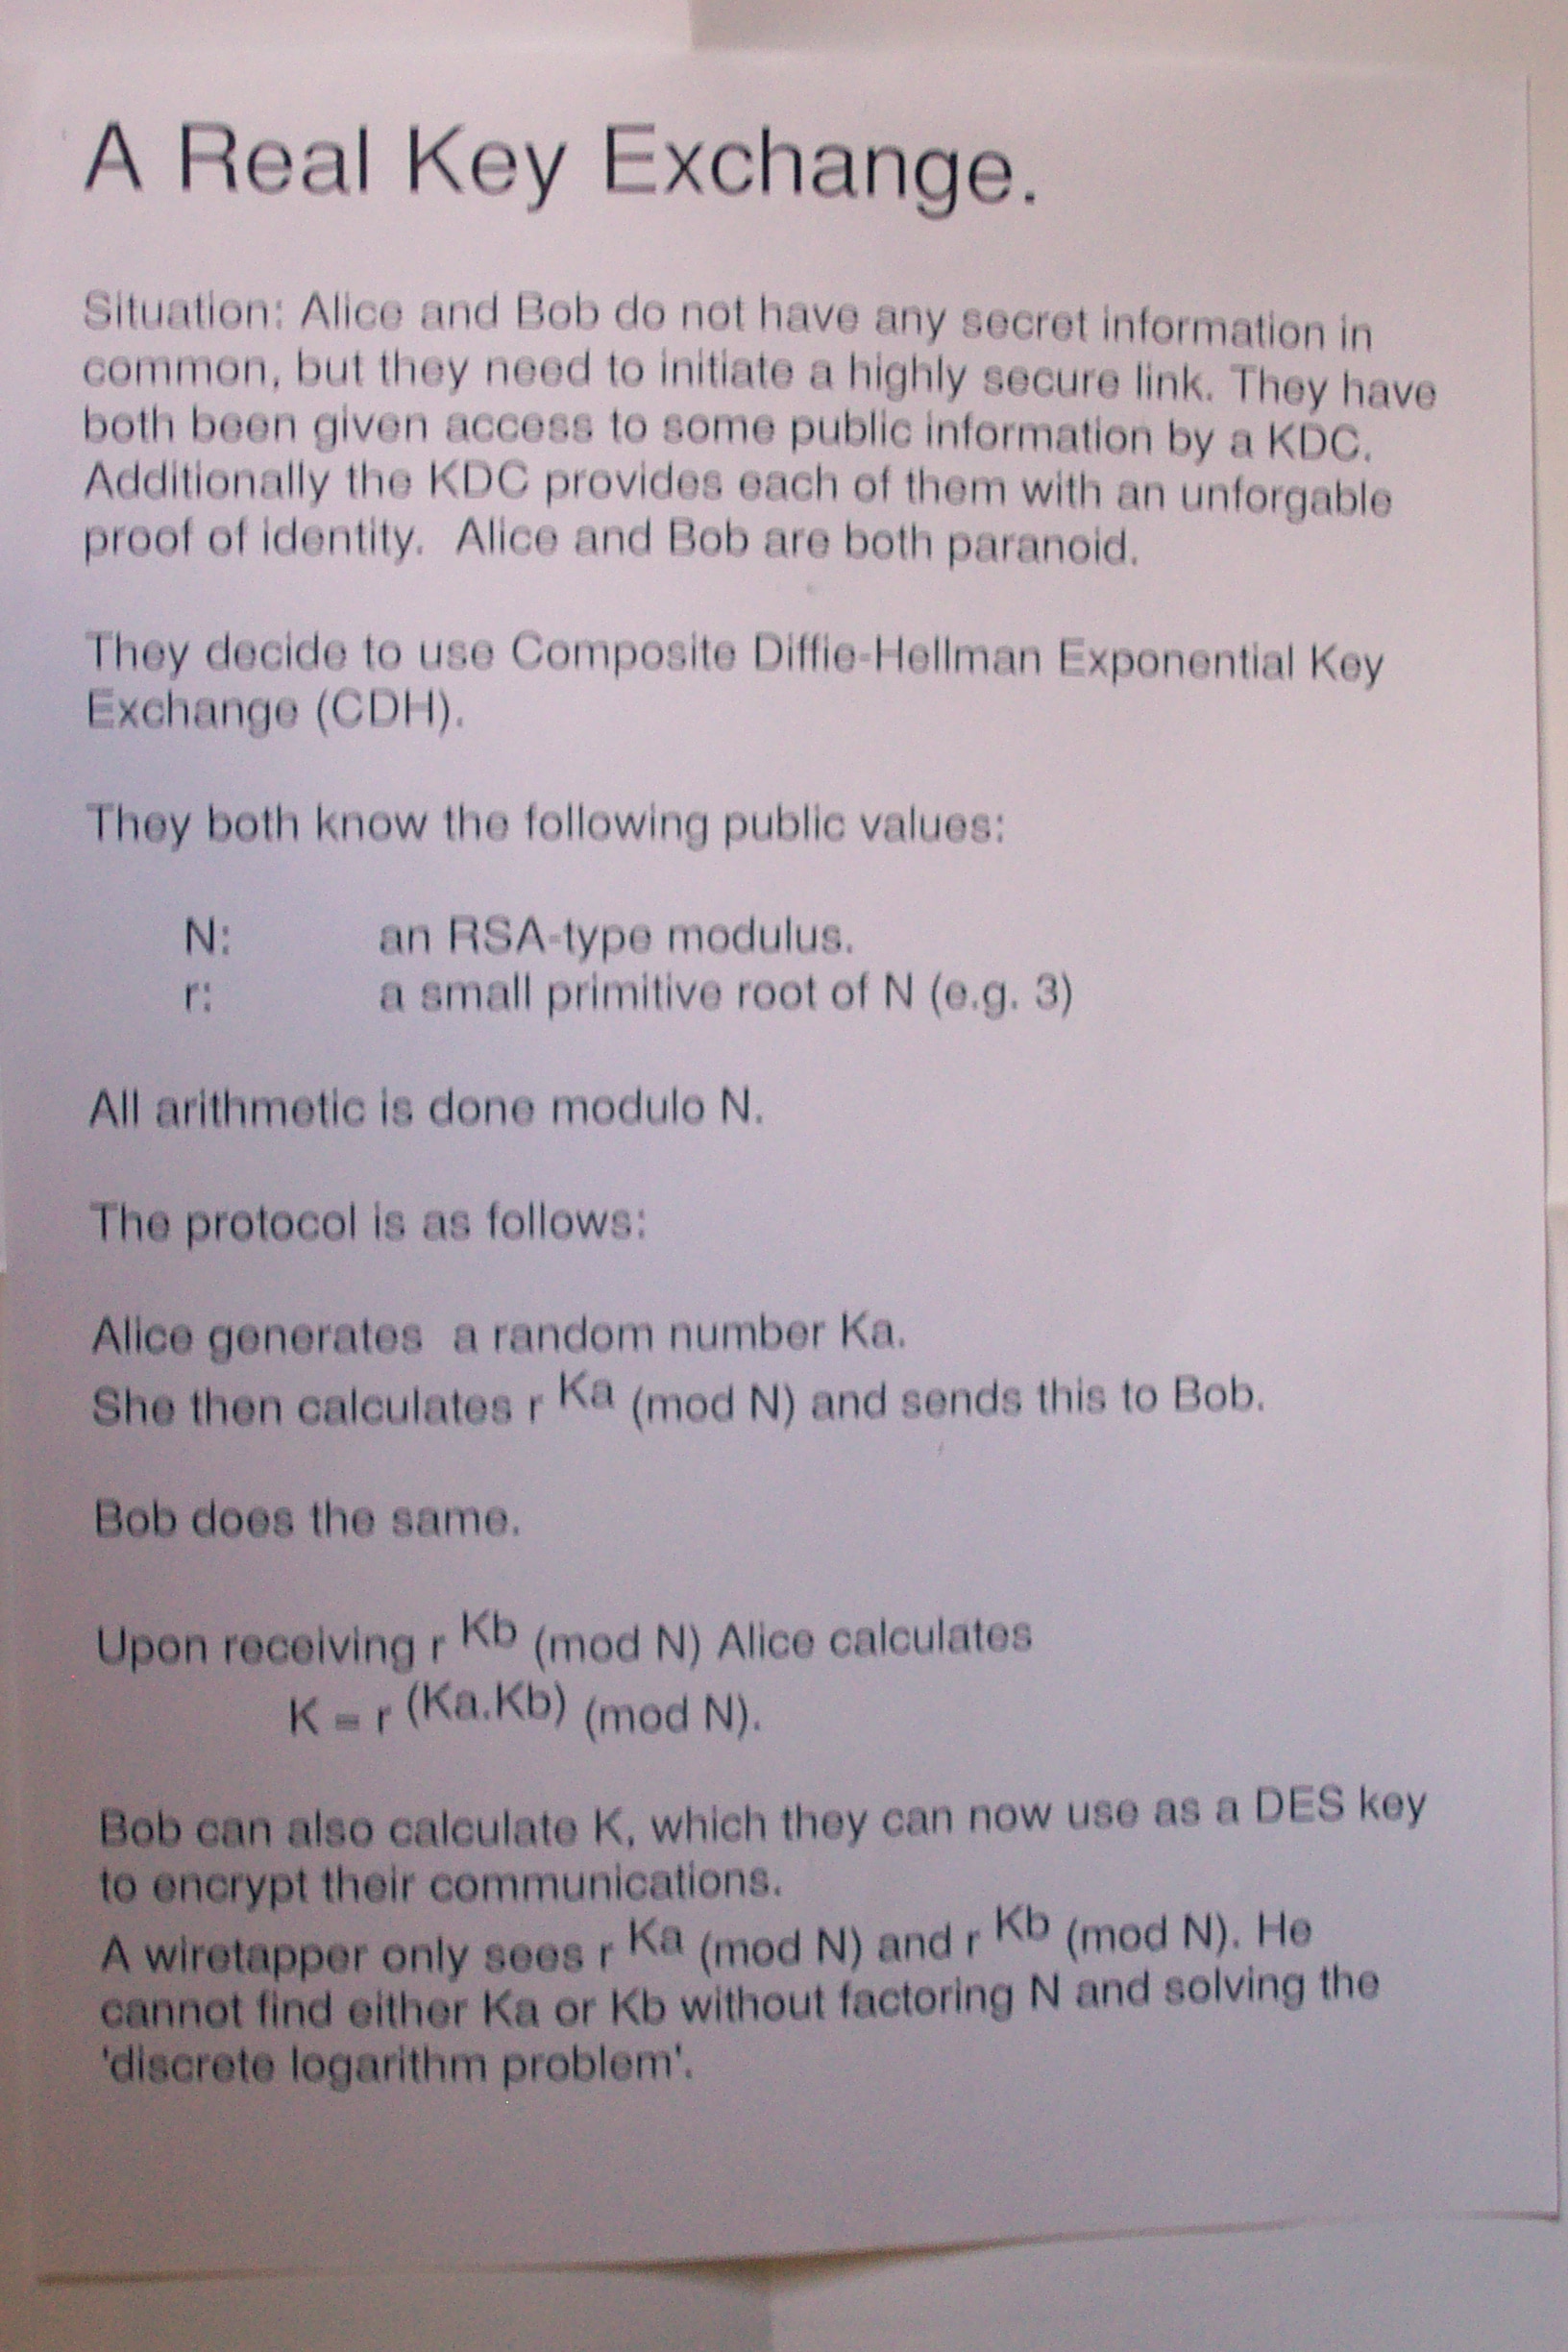 A Real Key Exchange.
Situation: Alice and Bob do not have any secret information in
common, but they need to initiate a highly secure link. They have
both been given access to some public information by a KDC.
Additionally the KDC provides each of them with an unforgable
proof of identity.  Alice and Bob are both paranoid.
They decide to use Composite Diffie-Hellman Exponential Key
Exchange (CDH).
They both know the following public values:
N: an RSA-type modulus.
r: a small primitive root of N (e.g. 3)
All arithmetic is done modulo N.
The protocol is as follows:
Alice generates  a random number Ka.
She then calculates r ^Ka (mod N) and sends this to Bob.
Bob does the same.
Upon receiving r ^Kb (mod N) Alice calculates
K = r ^(Ka.Kb) (mod N).
Bob can also calculate K, which they can now use as a DES key
to encrypt their communications.
A wiretapper only sees r ^Ka (mod N) and r ^Kb (mod N). He
cannot find either Ka or Kb without factoring N and solving the
'discrete logarithm problem'.